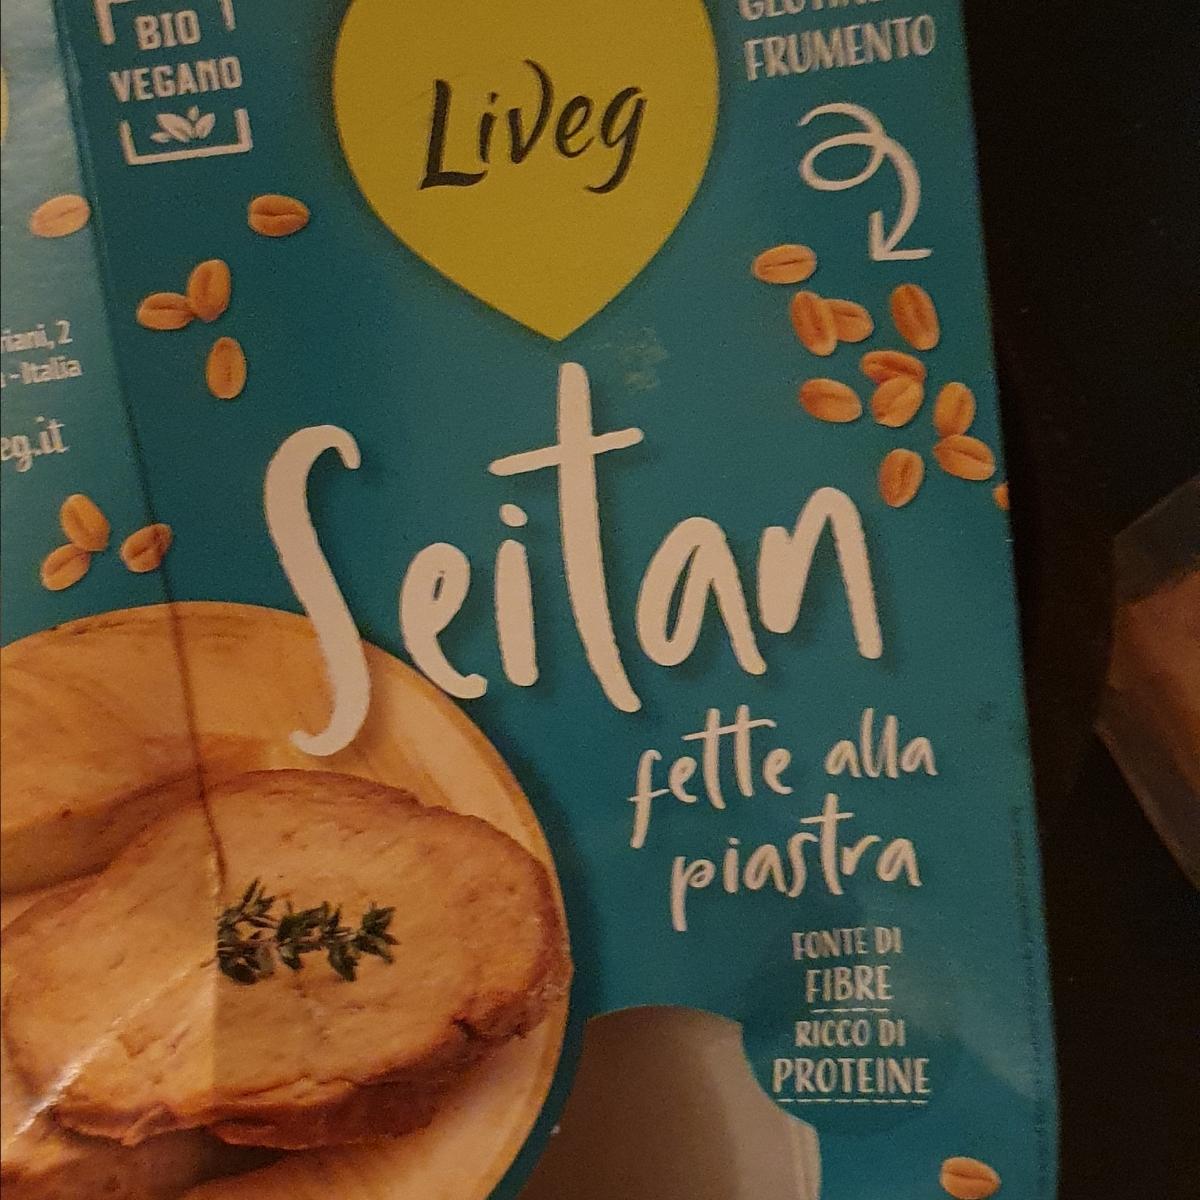 BIO
VEGANO
Liveg
FRUMENTO
riani, 2
- Italia
eg.it
Seitan
fette alla
piastra
FONTE DI
FIBRE
RICCO DI
PROTEINE